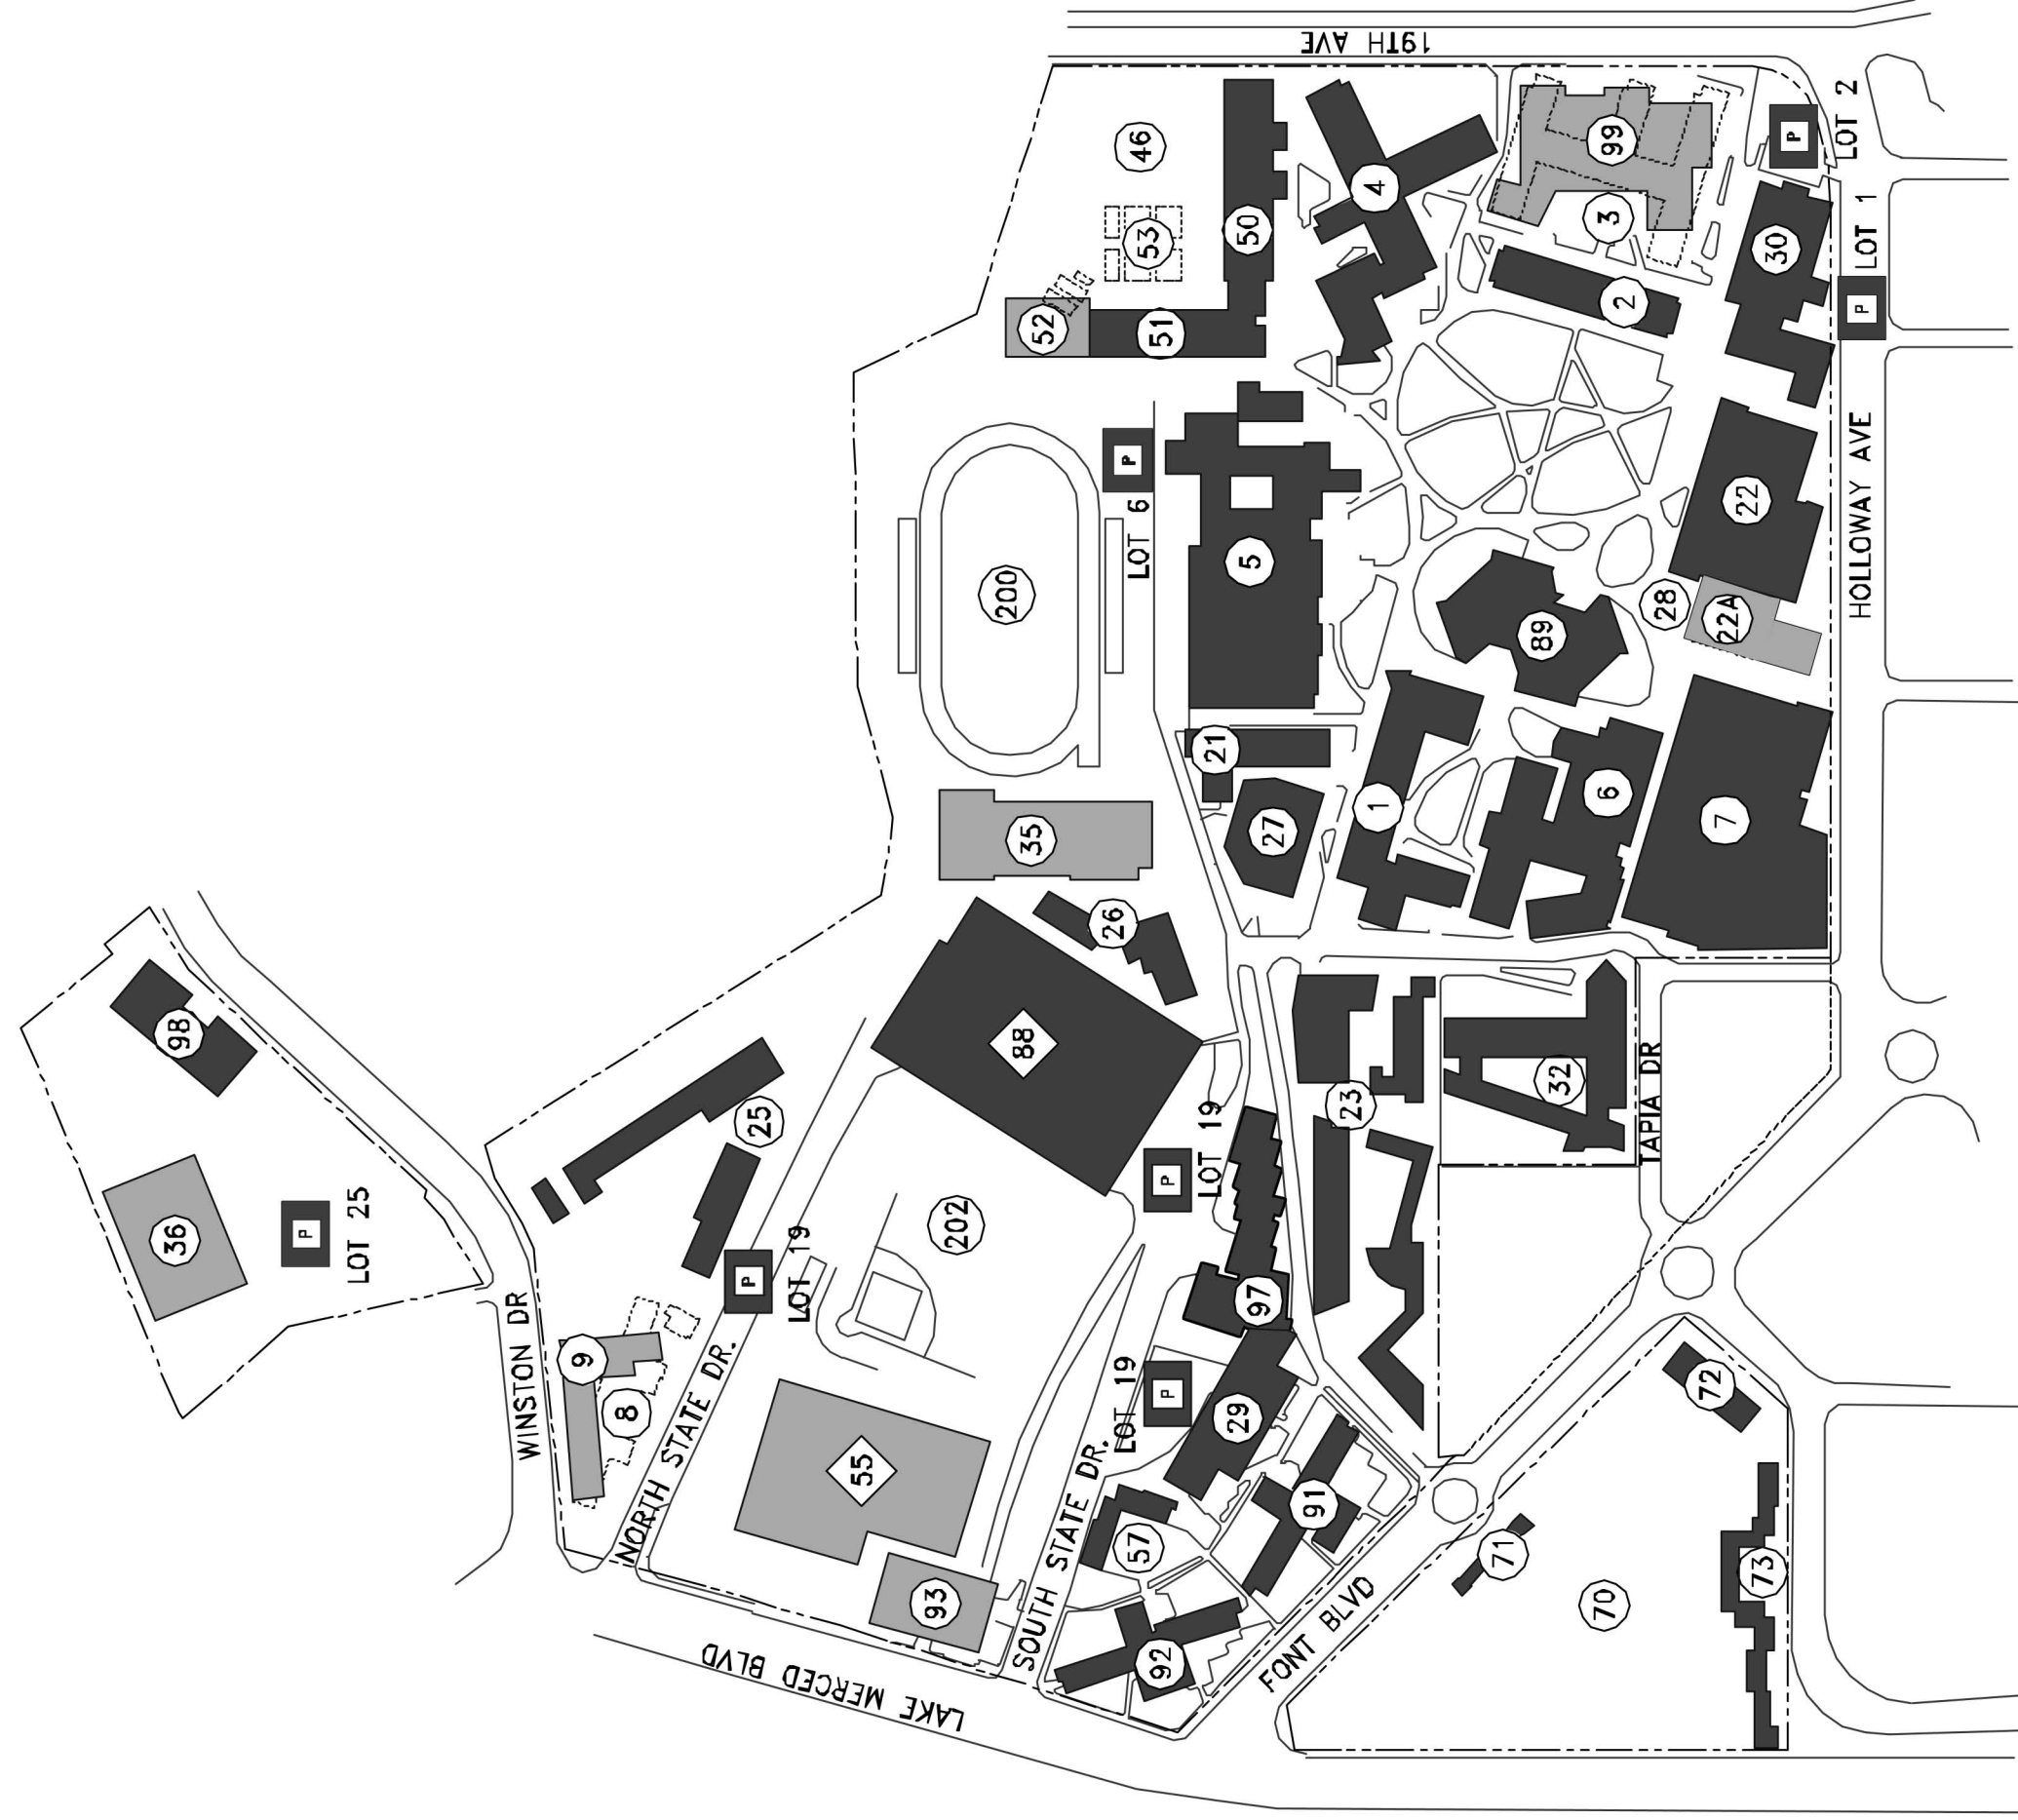 19TH AVE
LOT 2
46
99
4
P
53
50
3
30
LOT 1
2
P
52
51
HOLLOWAY AVE
P
LOT 6
22
5
200
28
22A
89
21
1
6
7
27
35
26
98
88
32
TAPIA DR
23
25
LOT 19
P
202
36
P
LOT 25
P
LOT 19
97
WINSTON DR
9
8
NORTH STATE DR.
P
LOT 19
72
29
55
91
57
SOUTH STATE DR.
71
73
70
93
92
FONT BLVD
LAKE MERCED BLVD